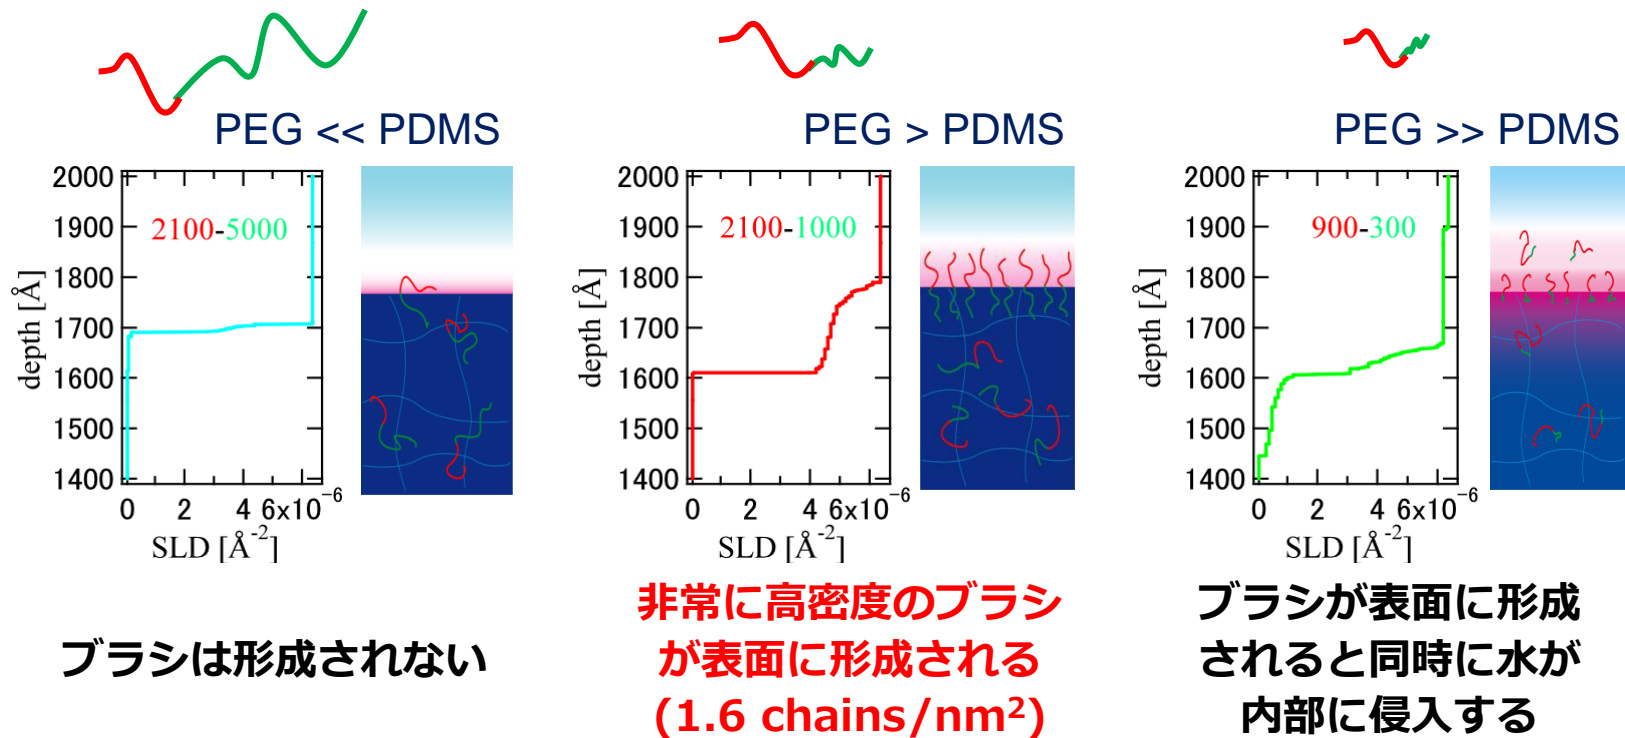 PEG << PDMS
2000
1900
1800
1700
1600
1500
1400
depth [Å]
2100-5000
0 2 4 6x10⁻⁶
SLD [Å⁻²]
ブラシは形成されない
PEG > PDMS
2000
1900
1800
1700
1600
1500
1400
depth [Å]
2100-1000
0 2 4 6x10⁻⁶
SLD [Å⁻²]
非常に高密度のブラシ
が表面に形成される
(1.6 chains/nm²)
PEG >> PDMS
2000
1900
1800
1700
1600
1500
1400
depth [Å]
900-300
0 2 4 6x10⁻⁶
SLD [Å⁻²]
ブラシが表面に形成
されると同時に水が
内部に侵入する